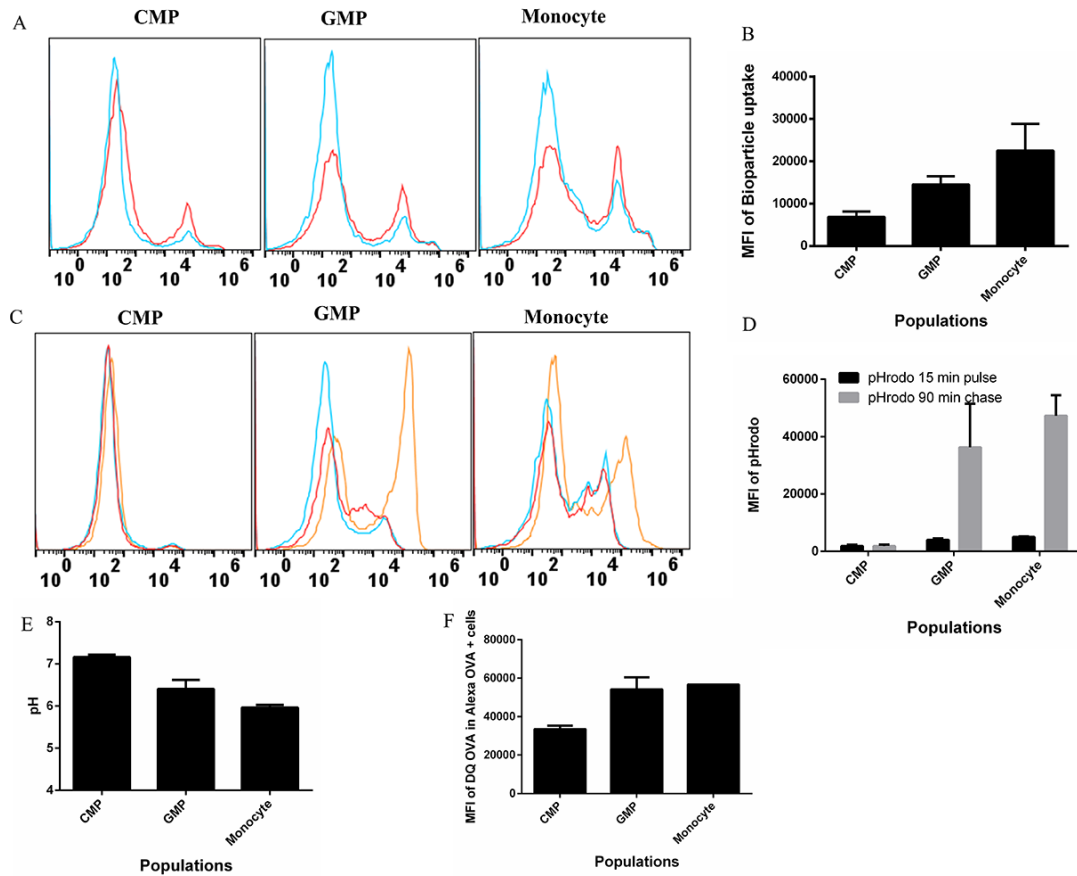 A
CMP
GMP
Monocyte
10 0 10 2 10 4 10 6
10 0 10 2 10 4 10 6
10 0 10 2 10 4 10 6
B
MFI of Bioparticle uptake
40000
30000
20000
10000
0
CMP
GMP
Monocyte
Populations
C
CMP
GMP
Monocyte
10 0 10 2 10 4 10 6
10 0 10 2 10 4 10 6
10 0 10 2 10 4 10 6
D
pHrodo 15 min pulse
pHrodo 90 min chase
MFI of pHrodo
60000
40000
20000
0
CMP
GMP
Monocyte
Populations
E
pH
8
7
6
5
4
CMP
GMP
Monocyte
Populations
F
MFI of DQ OVA in Alexa OVA + cells
80000
60000
40000
20000
0
CMP
GMP
Monocyte
Populations